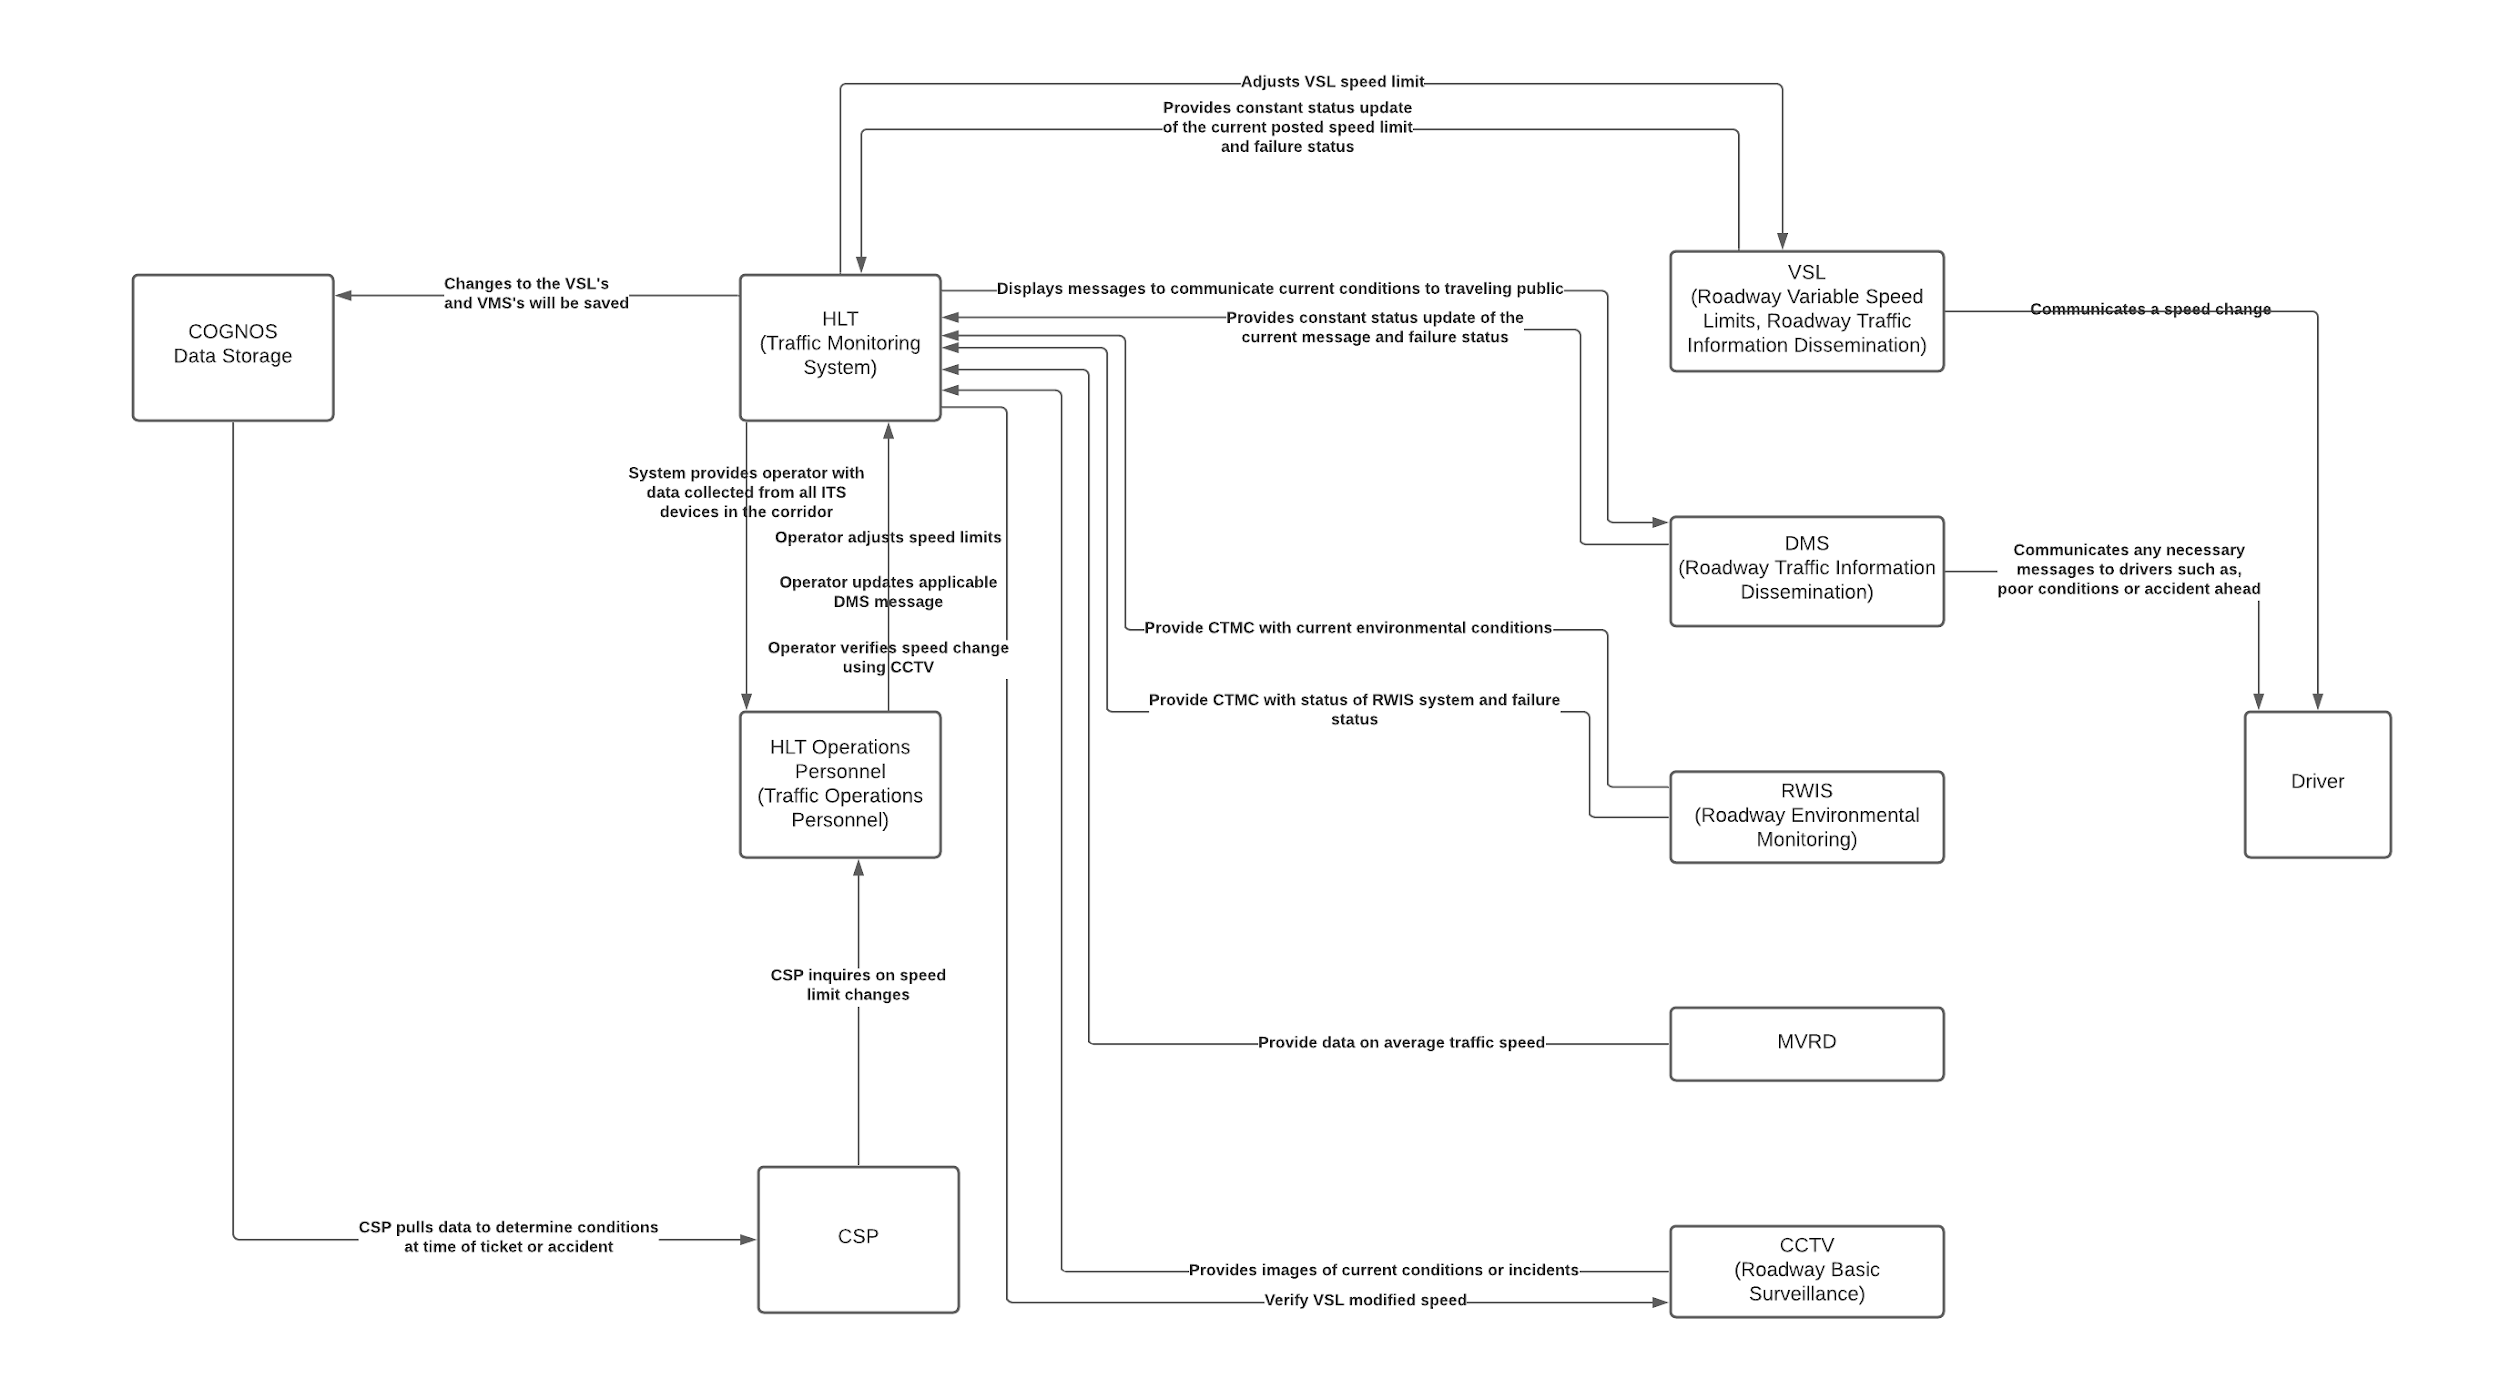 Adjusts VSL speed limit
Provides constant status update
of the current posted speed limit
and failure status
Changes to the VSL's
and VMS's will be saved
COGNOS
Data Storage
HLT
(Traffic Monitoring
System)
Displays messages to communicate current conditions to traveling public
Provides constant status update of the
current message and failure status
VSL
(Roadway Variable Speed
Limits, Roadway Traffic
Information Dissemination)
Communicates a speed change
System provides operator with
data collected from all ITS
devices in the corridor
Operator adjusts speed limits
Operator updates applicable
DMS message
Operator verifies speed change
using CCTV
DMS
(Roadway Traffic Information
Dissemination)
Communicates any necessary
messages to drivers such as,
poor conditions or accident ahead
Provide CTMC with current environmental conditions
Provide CTMC with status of RWIS system and failure
status
HLT Operations
Personnel
(Traffic Operations
Personnel)
RWIS
(Roadway Environmental
Monitoring)
Driver
CSP inquires on speed
limit changes
Provide data on average traffic speed
MVRD
CSP pulls data to determine conditions
at time of ticket or accident
CSP
Provides images of current conditions or incidents
Verify VSL modified speed
CCTV
(Roadway Basic
Surveillance)